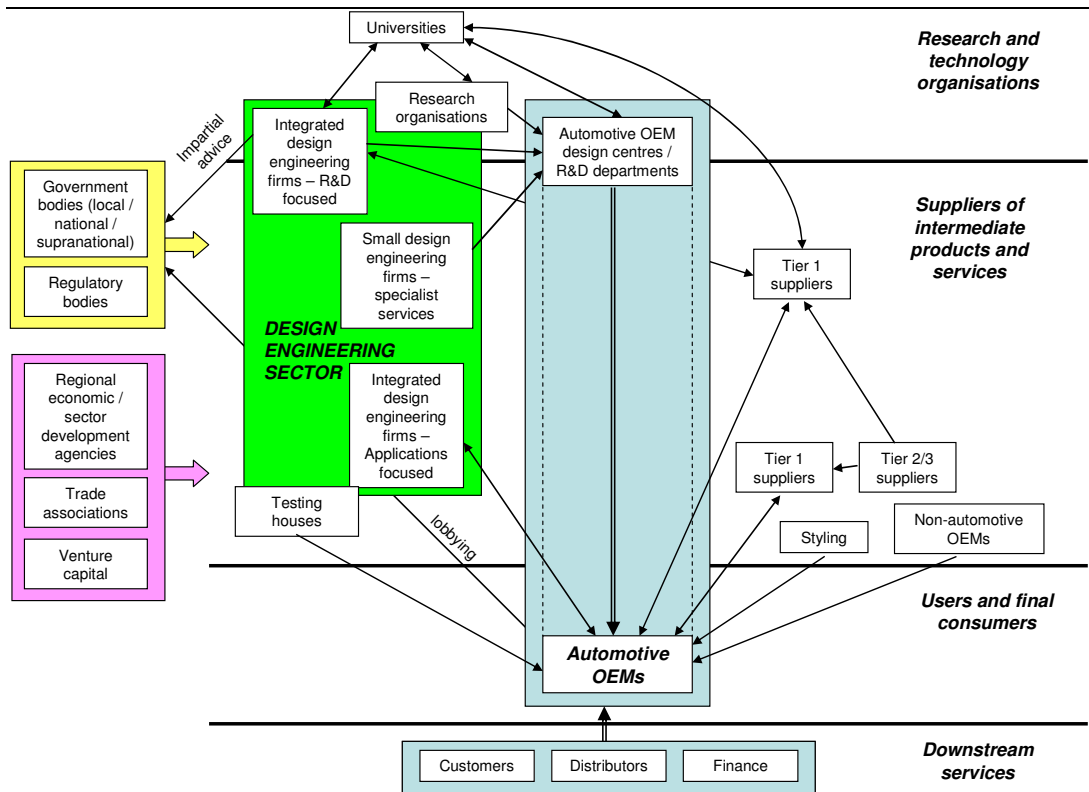 Universities
Research and
technology
organisations
Research
organisations
Impartial
advice
Integrated
design
engineering
firms – R&D
focused
Automotive OEM
design centres /
R&D departments
Government
bodies (local /
national /
supranational)
Regulatory
bodies
Small design
engineering
firms –
specialist
services
Suppliers of
intermediate
products and
services
Tier 1
suppliers
DESIGN
ENGINEERING
SECTOR
Regional
economic /
sector
development
agencies
Trade
associations
Venture
capital
Integrated
design
engineering
firms –
Applications
focused
Testing
houses
lobbying
Tier 1
suppliers
Tier 2/3
suppliers
Styling
Non-automotive
OEMs
Users and final
consumers
Automotive
OEMs
Customers
Distributors
Finance
Downstream
services